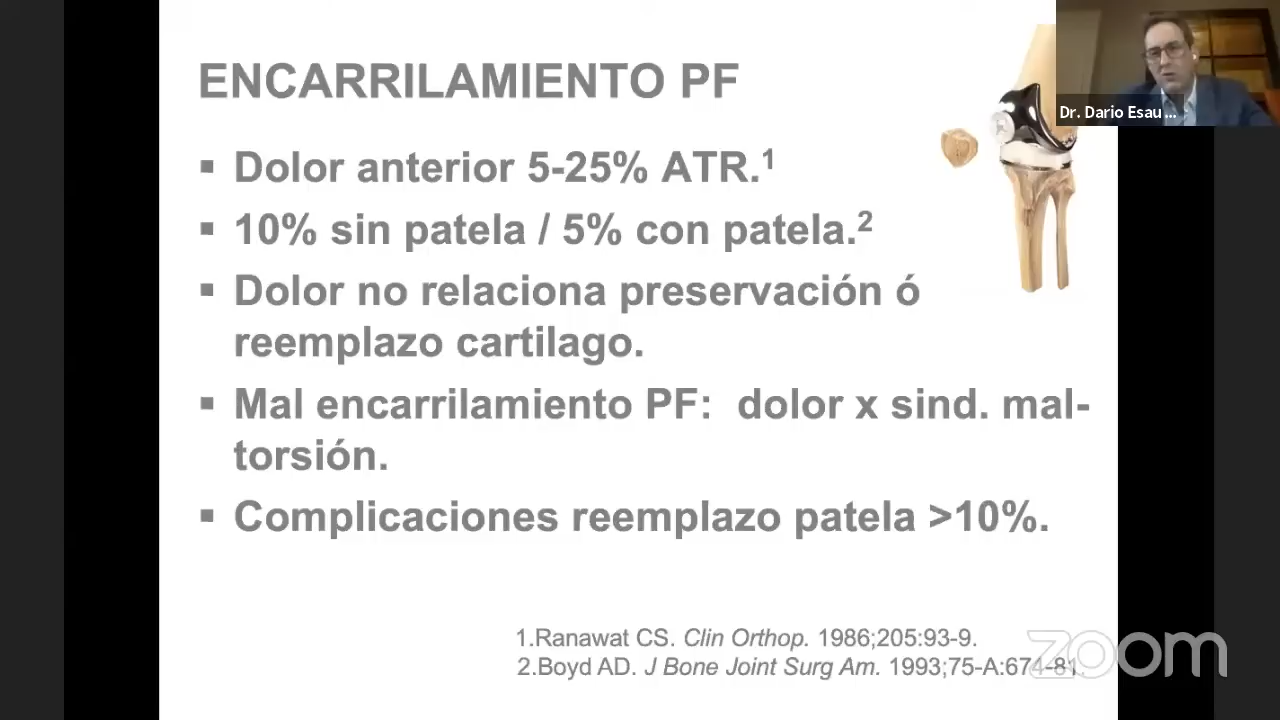 ENCARRILAMIENTO PF
Dr. Dario Esau ...
▪ Dolor anterior 5-25% ATR.¹
▪ 10% sin patela / 5% con patela.²
▪ Dolor no relaciona preservación ó
reemplazo cartilago.
▪ Mal encarrilamiento PF: dolor x sind. mal-
torsión.
▪ Complicaciones reemplazo patela >10%.
1.Ranawat CS. Clin Orthop. 1986;205:93-9.
2.Boyd AD. J Bone Joint Surg Am. 1993;75-A:674-81.
zoom